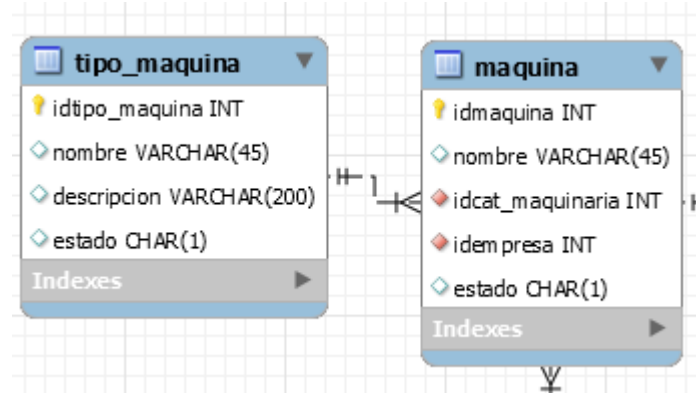 tipo_maquina
idtipo_maquina INT
nombre VARCHAR(45)
descripcion VARCHAR(200)
estado CHAR(1)
Indexes
maquina
idmaquina INT
nombre VARCHAR(45)
idcat_maquinaria INT
idempresa INT
estado CHAR(1)
Indexes